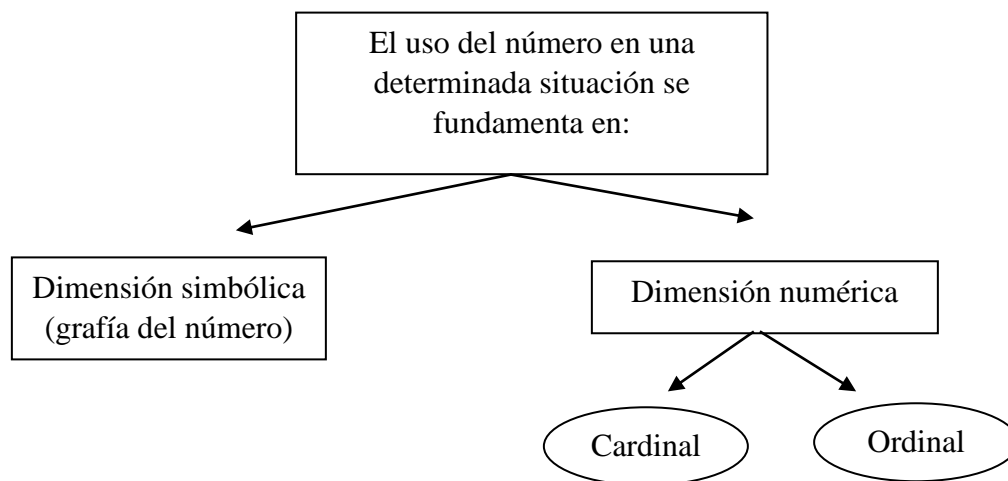 El uso del número en una
determinada situación se
fundamenta en:
Dimensión simbólica
(grafía del número)
Dimensión numérica
Cardinal
Ordinal